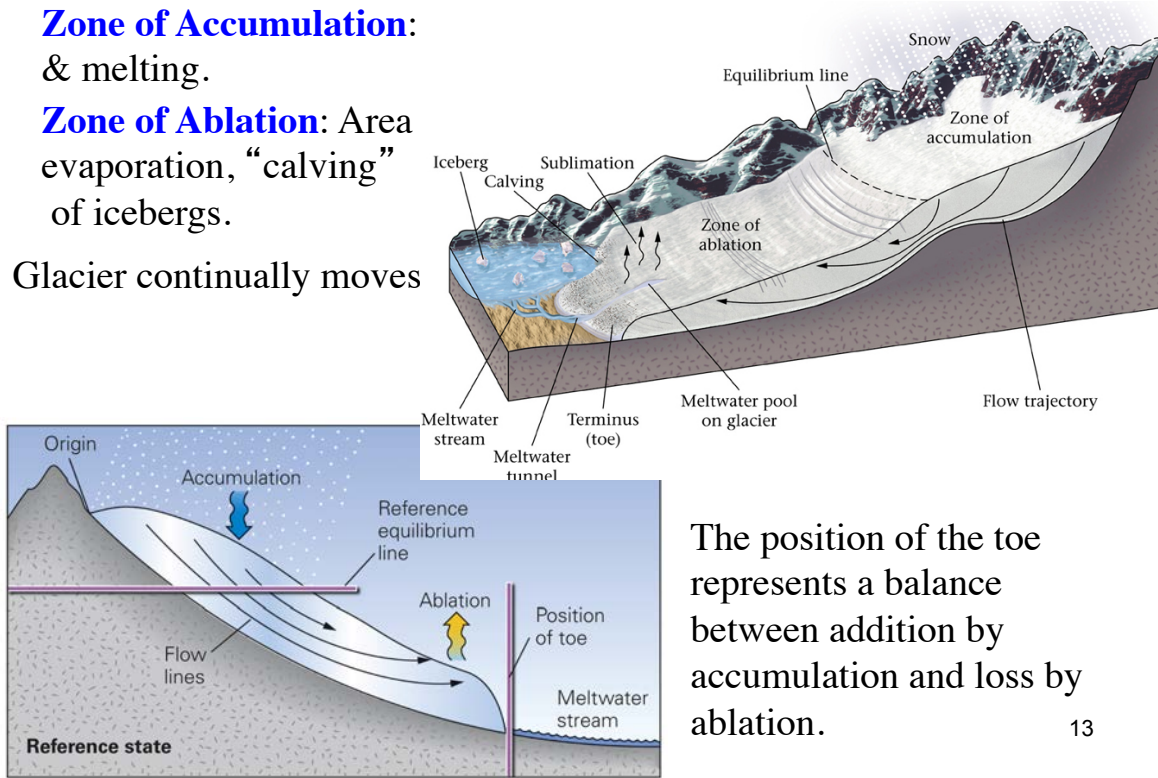 Zone of Accumulation:
& melting.
Zone of Ablation: Area
evaporation, “calving”
of icebergs.
Glacier continually moves
Snow
Equilibrium line
Zone of
accumulation
Iceberg
Sublimation
Calving
Zone of
ablation
Meltwater
stream
Terminus
(toe)
Meltwater pool
on glacier
Flow trajectory
Meltwater
tunnel
Origin
Accumulation
Reference
equilibrium
line
Ablation
Position
of toe
Flow
lines
Meltwater
stream
Reference state
The position of the toe
represents a balance
between addition by
accumulation and loss by
ablation.
13